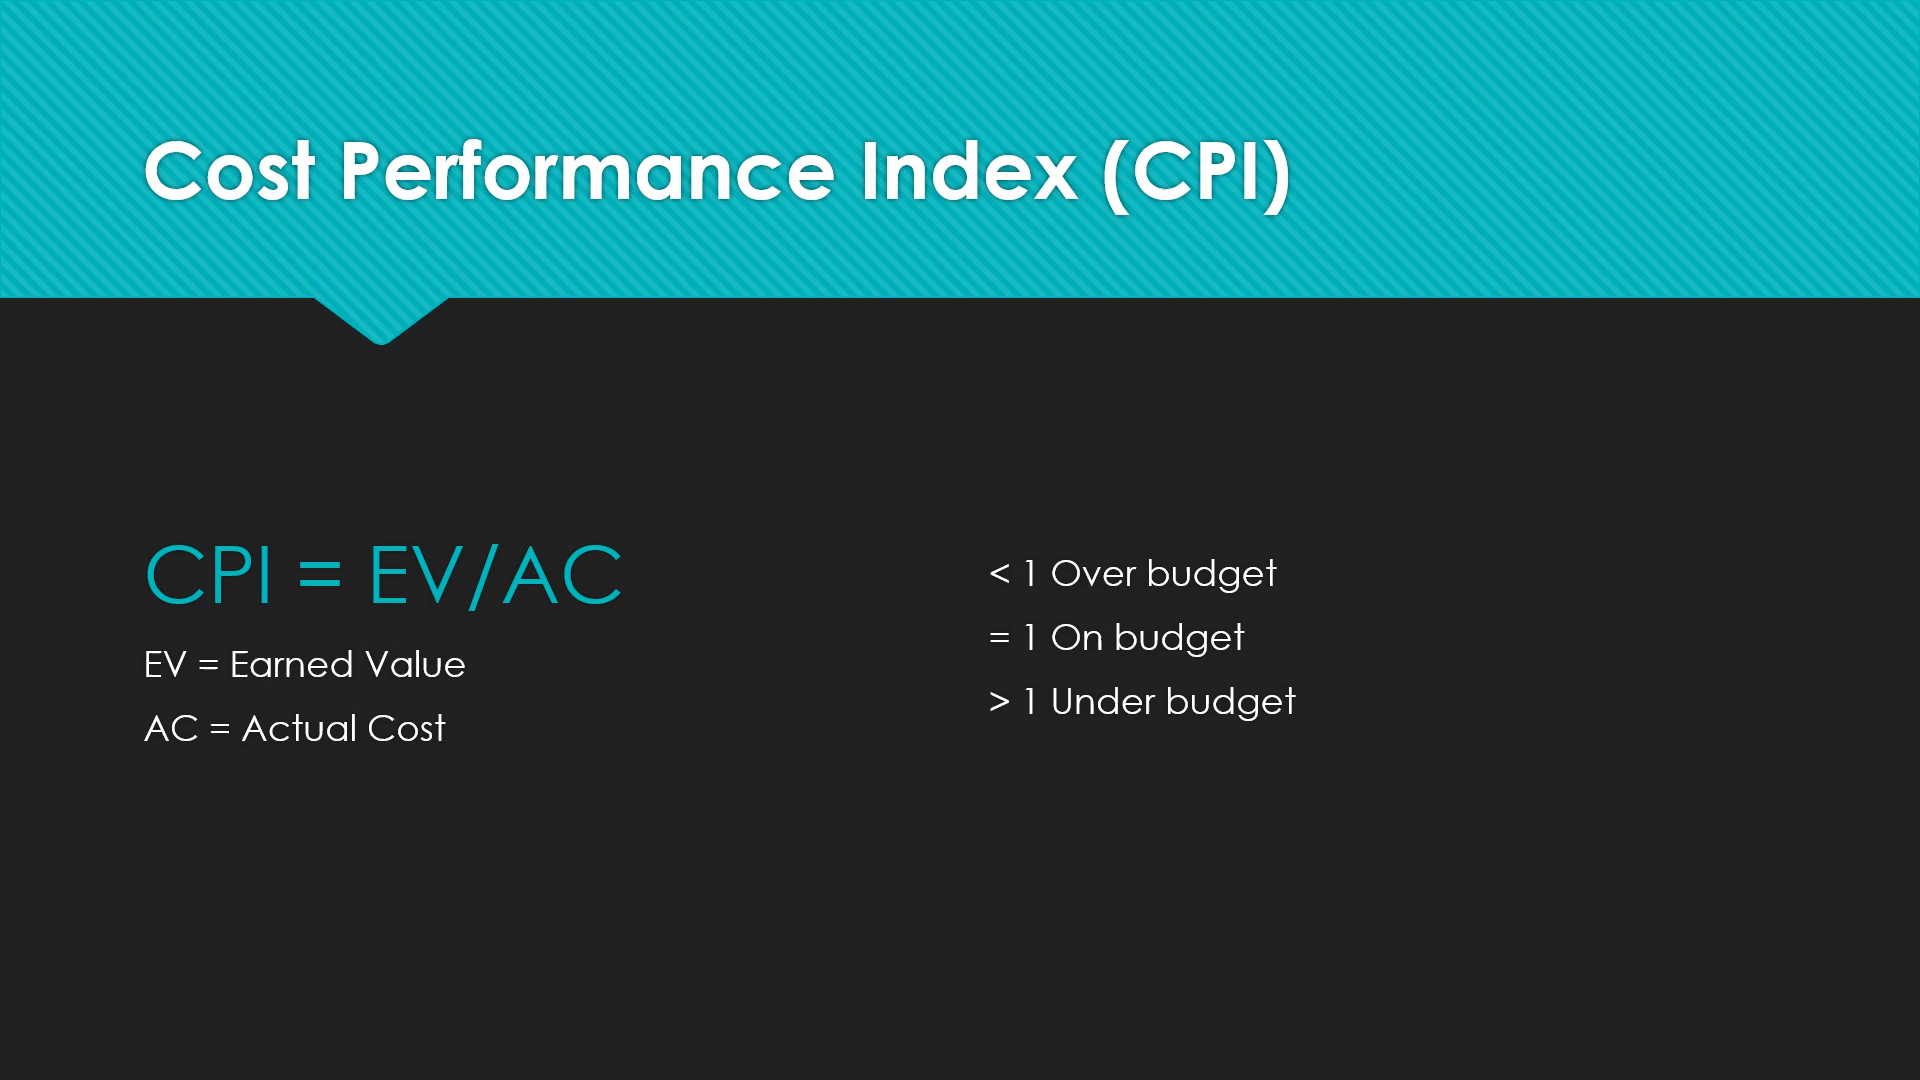 Cost Performance Index (CPI)
CPI = EV/AC
EV = Earned Value
AC = Actual Cost
< 1 Over budget
= 1 On budget
> 1 Under budget